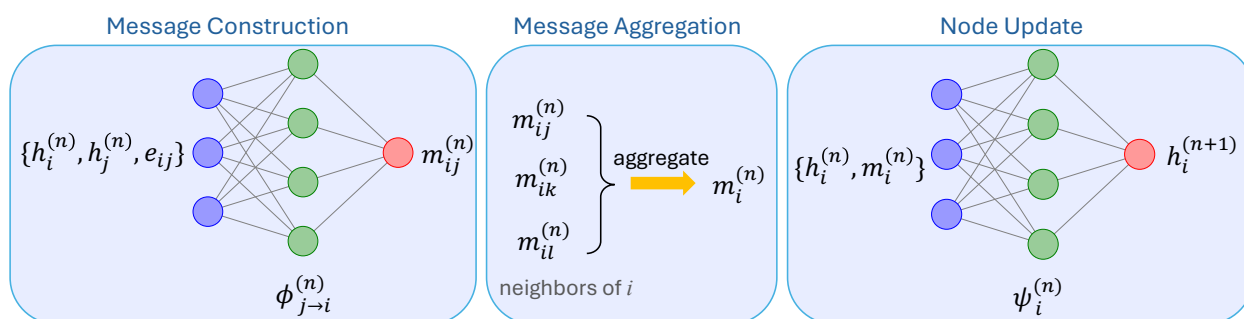 Message Construction
{h_i^{(n)}, h_j^{(n)}, e_{ij}}
m_{ij}^{(n)}
ϕ_{j→i}^{(n)}
Message Aggregation
m_{ij}^{(n)}
m_{ik}^{(n)}
m_{il}^{(n)}
aggregate
m_i^{(n)}
neighbors of i
Node Update
{h_i^{(n)}, m_i^{(n)}}
h_i^{(n+1)}
ψ_i^{(n)}